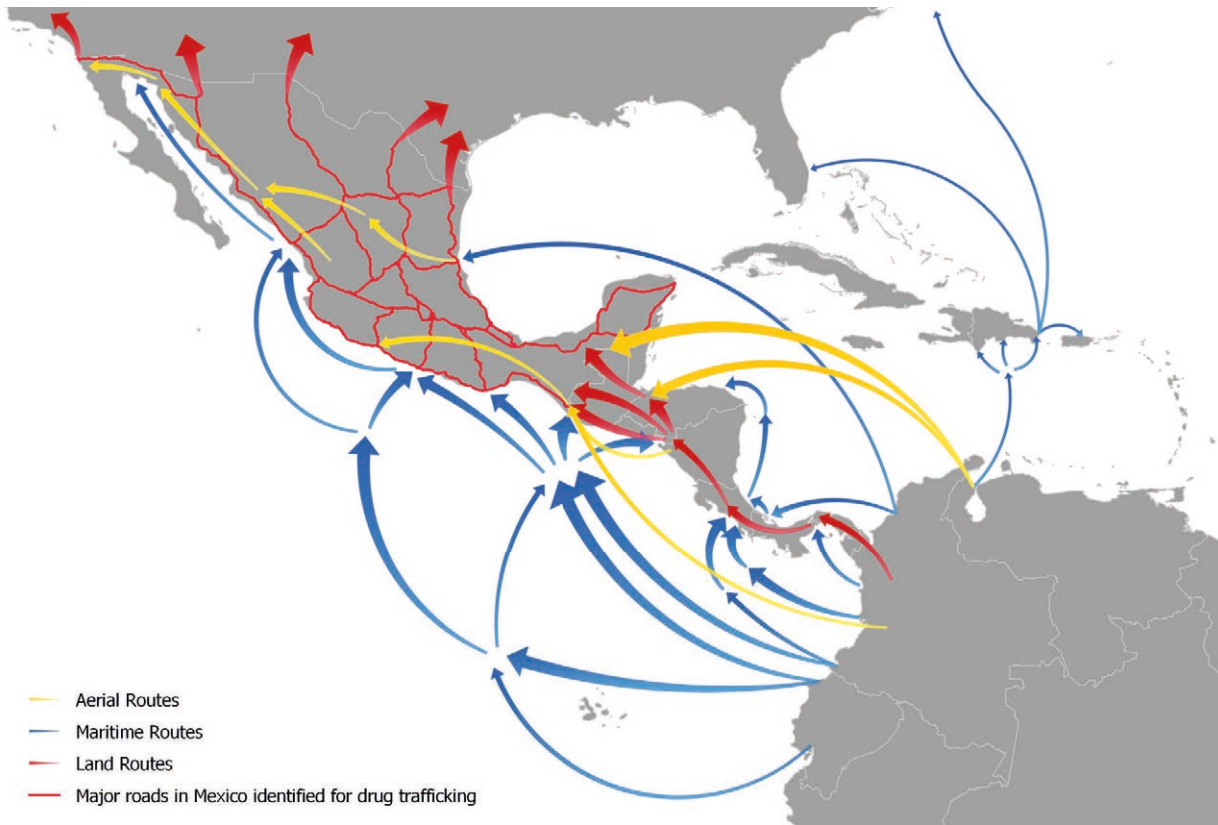 Aerial Routes
Maritime Routes
Land Routes
Major roads in Mexico identified for drug trafficking